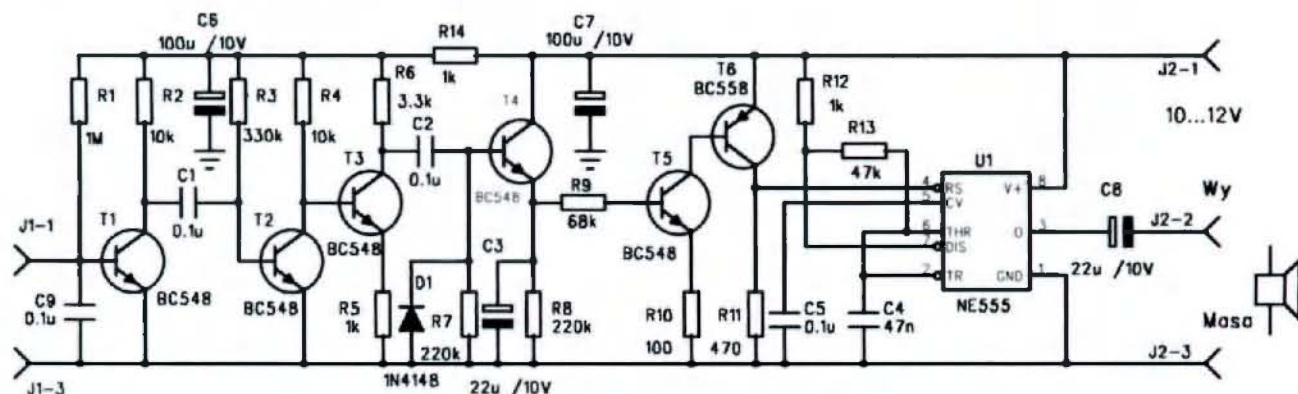 C6
100u /10V
R1
1M
R2
10k
R3
330k
R4
10k
R14
1k
R6
3.3k
C7
100u /10V
T4
BC548
T6
BC558
R12
1k
R13
47k
J2-1
10...12V
C1
0.1u
C2
0.1u
T1
BC548
T2
BC548
T3
BC548
R9
68k
T5
BC548
U1
4
RS
5
CV
6
THR
7
DIS
2
TR
V+
8
O
3
GND
1
NE555
C8
22u /10V
Wy
J2-2
J1-1
C9
0.1u
R5
1k
D1
1N4148
R7
220k
C3
22u /10V
R8
220k
R10
100
R11
470
C5
0.1u
C4
47n
Masa
J1-3
J2-3